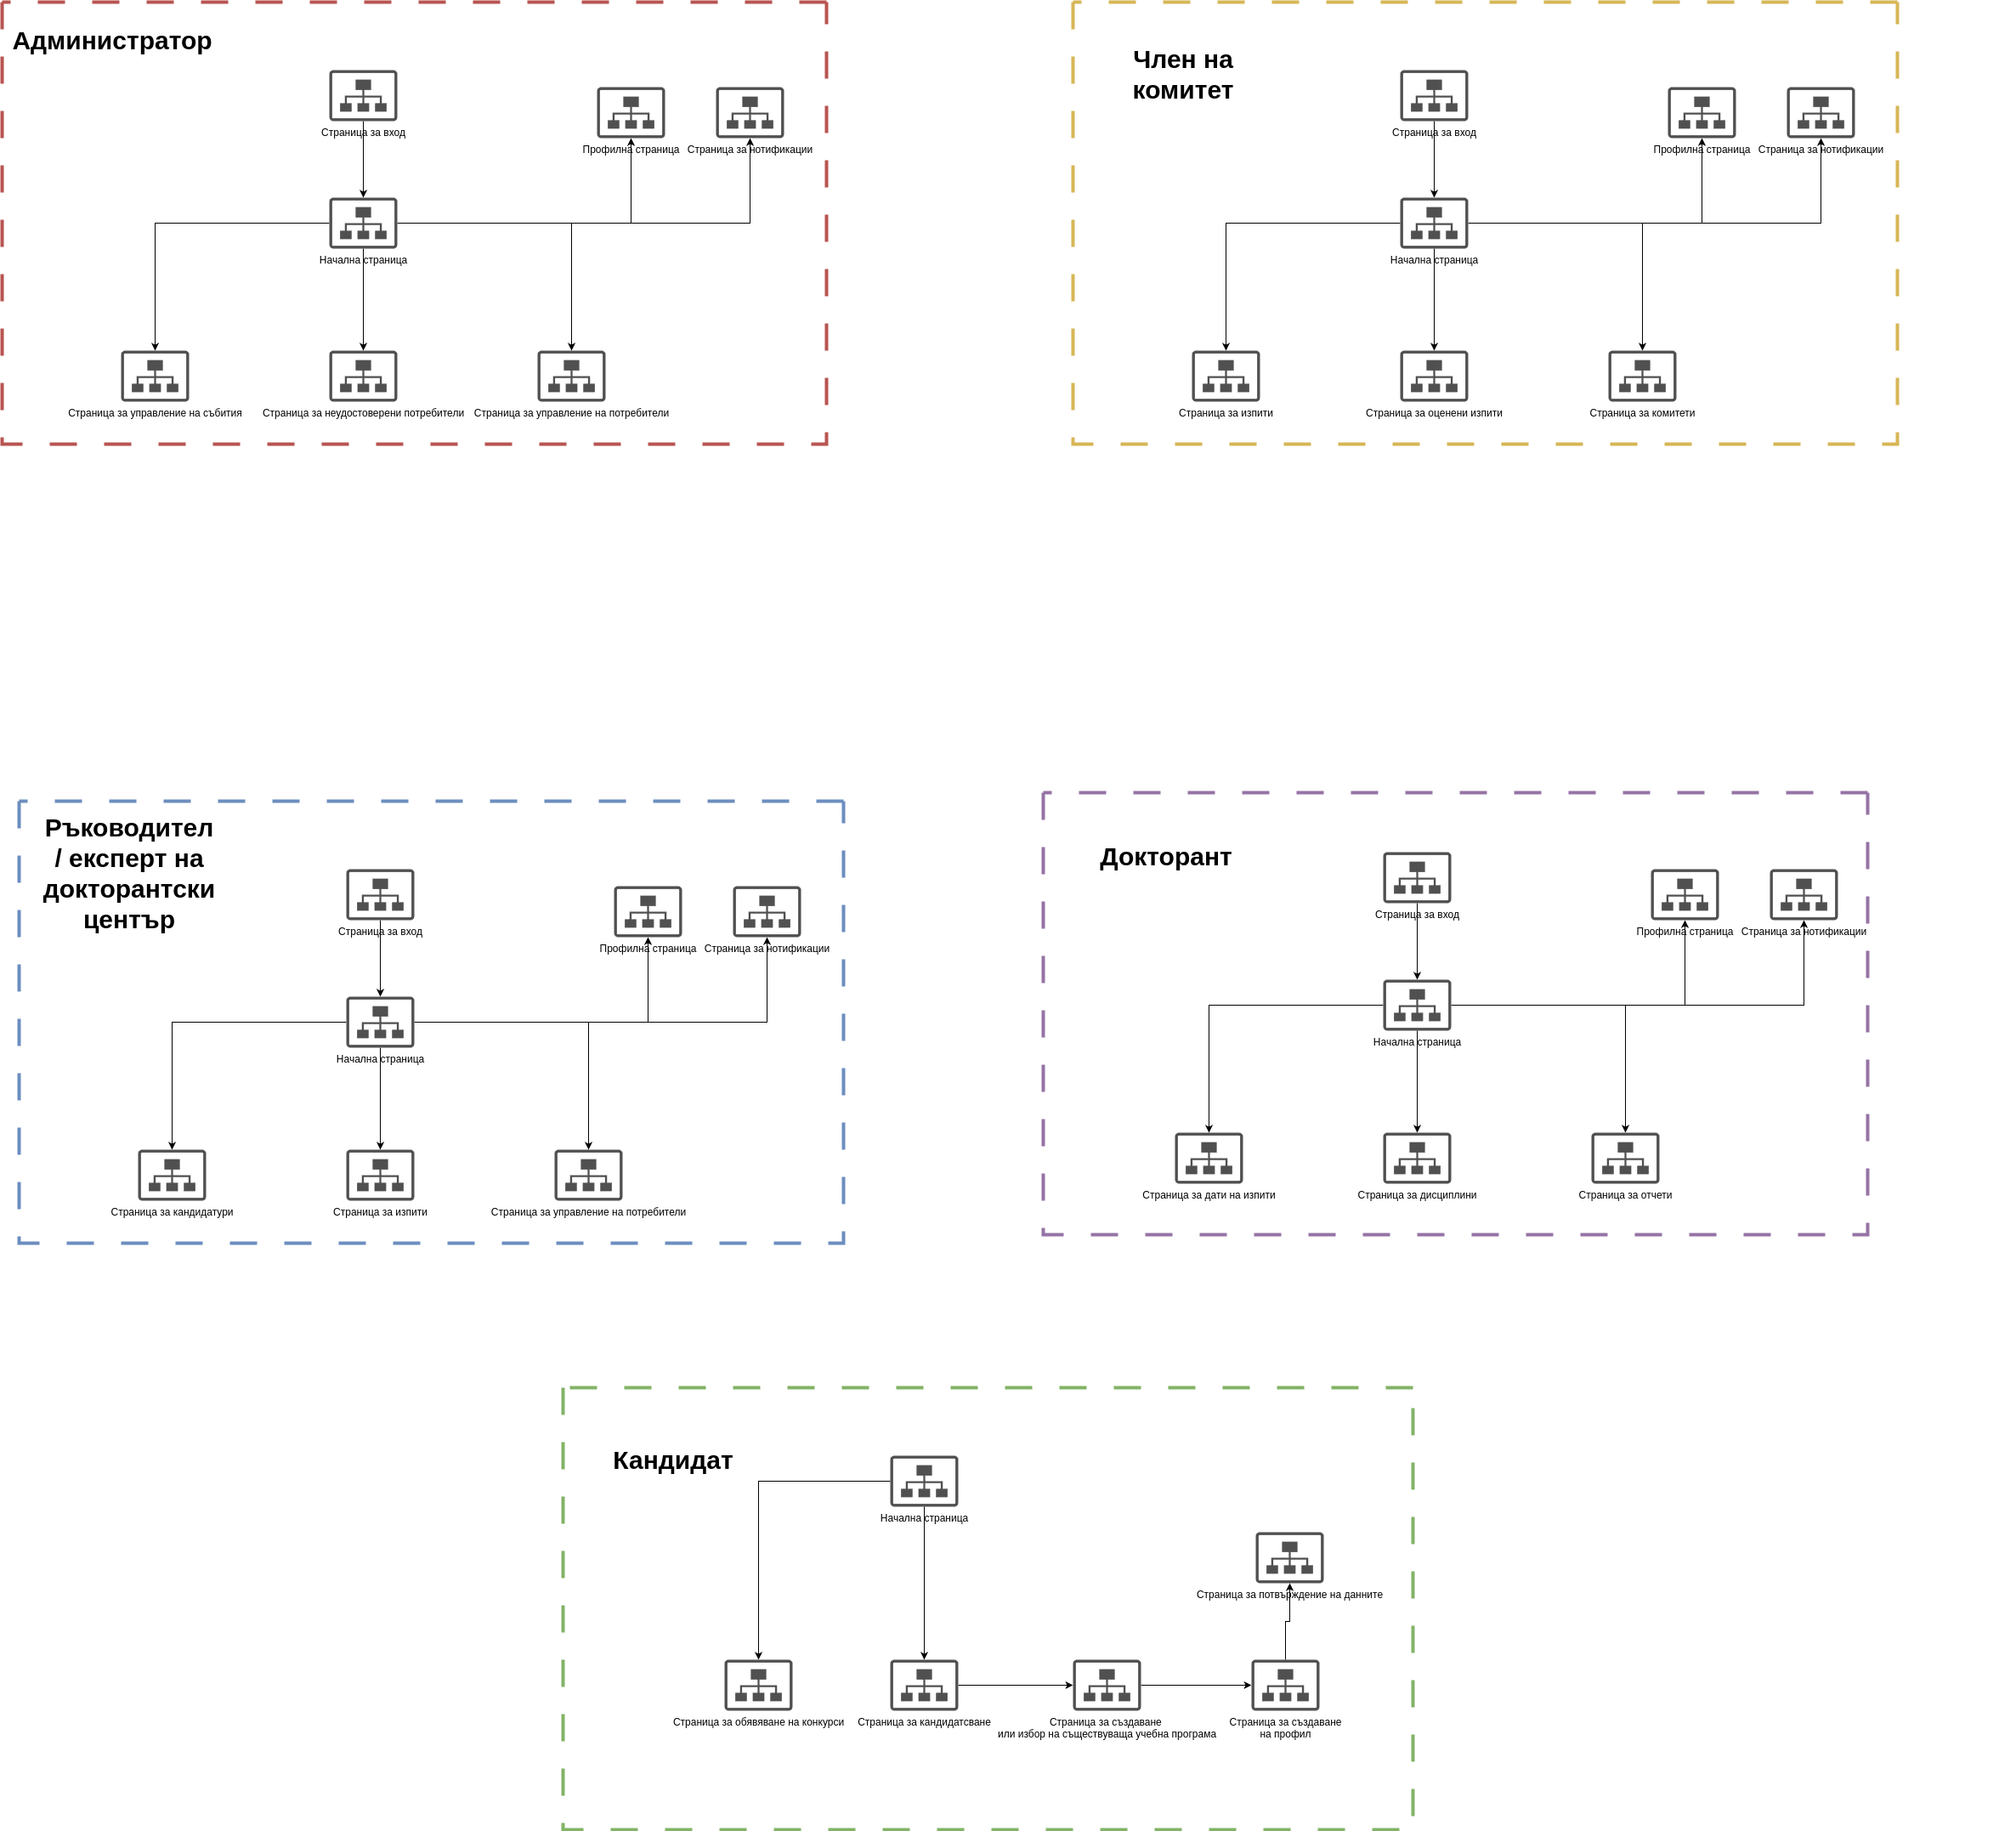 Администратор
Страница за вход
Профилна страница
Страница за нотификации
Начална страница
Страница за управление на събития
Страница за неудостоверени потребители
Страница за управление на потребители
Член на
комитет
Страница за вход
Профилна страница
Страница за нотификации
Начална страница
Страница за изпити
Страница за оценени изпити
Страница за комитети
Ръководител
/ експерт на
докторантски
център
Страница за вход
Профилна страница
Страница за нотификации
Начална страница
Страница за кандидатури
Страница за изпити
Страница за управление на потребители
Докторант
Страница за вход
Профилна страница
Страница за нотификации
Начална страница
Страница за дати на изпити
Страница за дисциплини
Страница за отчети
Кандидат
Начална страница
Страница за потвърждение на данните
Страница за обявяване на конкурси
Страница за кандидатсване
Страница за създаване
или избор на съществуваща учебна програма
Страница за създаване
на профил